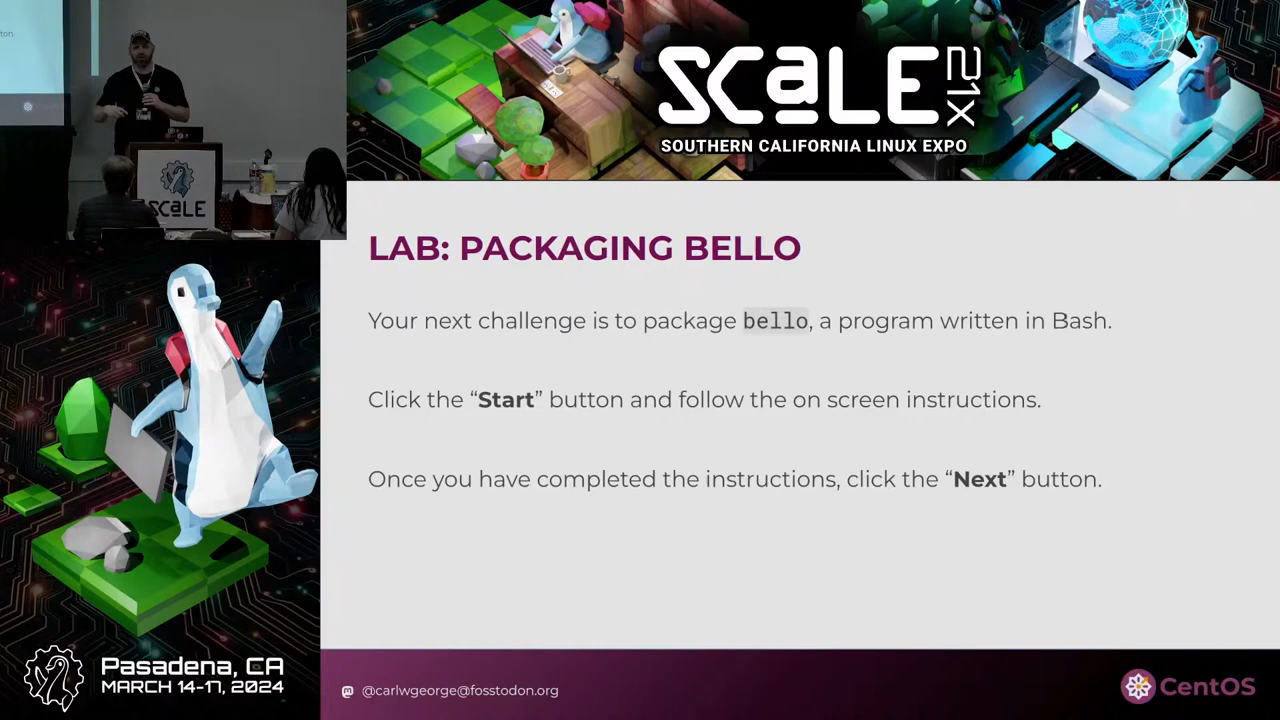 SCaLE 21x
SOUTHERN CALIFORNIA LINUX EXPO
SCaLE
LAB: PACKAGING BELLO
Your next challenge is to package bello, a program written in Bash.
Click the “Start” button and follow the on screen instructions.
Once you have completed the instructions, click the “Next” button.
Pasadena, CA
MARCH 14-17, 2024
@carlwgeorge@fosstodon.org
CentOS